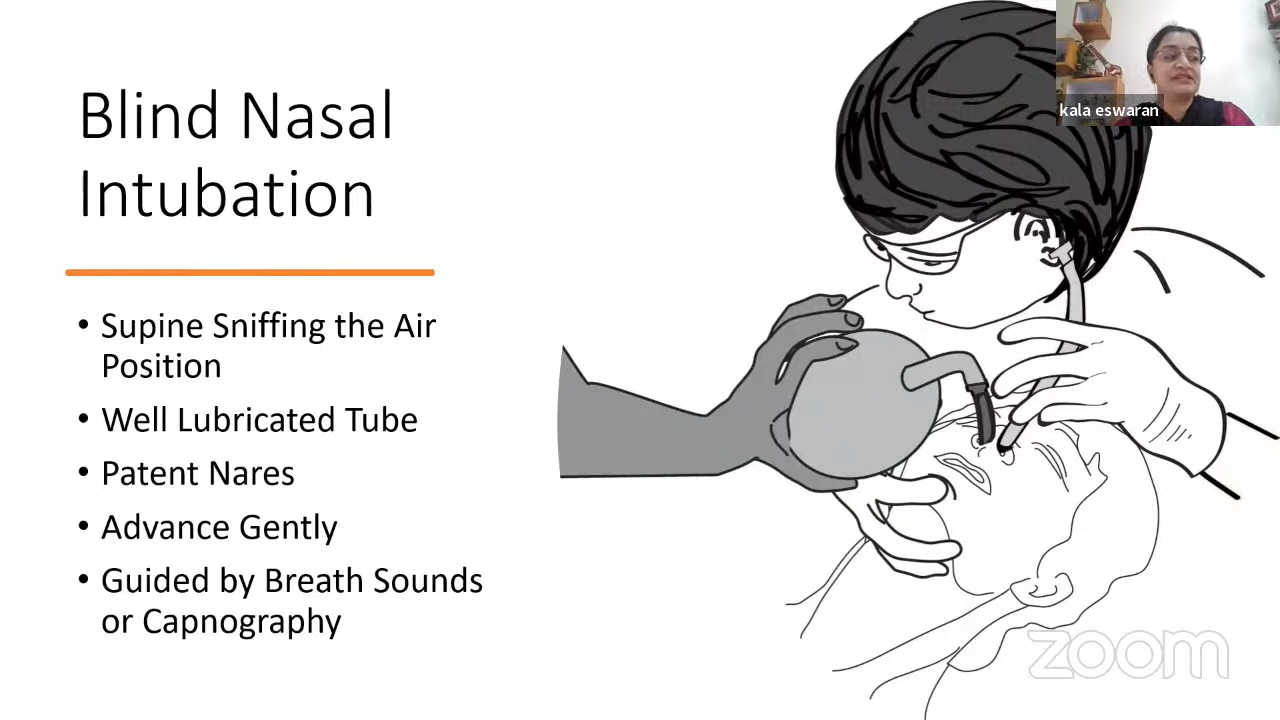 Blind Nasal
Intubation
• Supine Sniffing the Air
Position
• Well Lubricated Tube
• Patent Nares
• Advance Gently
• Guided by Breath Sounds
or Capnography
kala eswaran
zoom